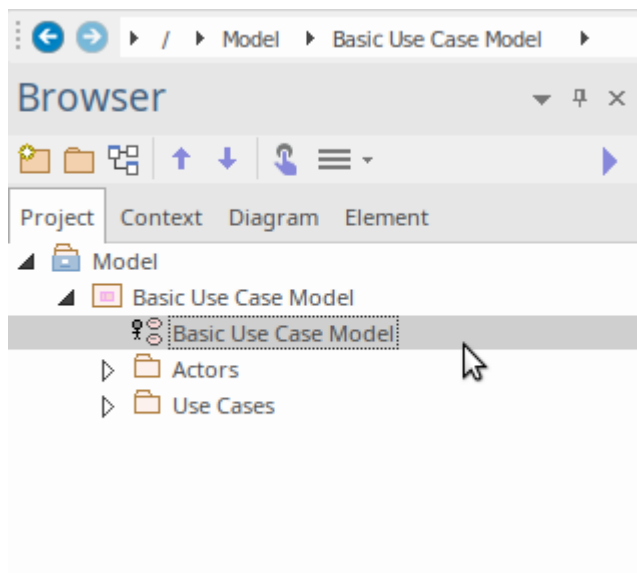 / Model Basic Use Case Model
Browser
Project Context Diagram Element
Model
Basic Use Case Model
Basic Use Case Model
Actors
Use Cases